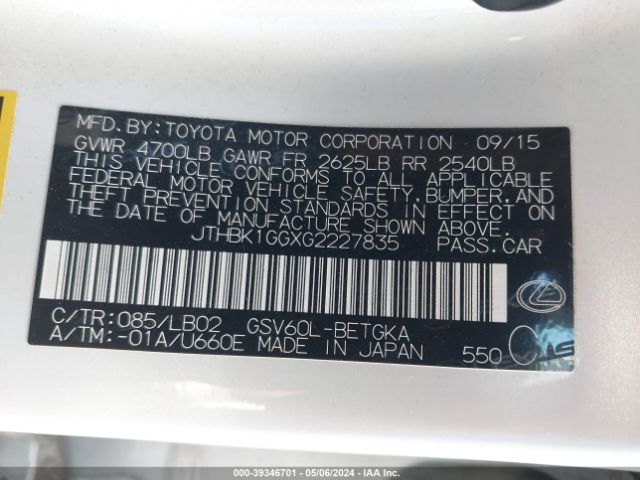 MFD.BY:TOYOTA MOTOR CORPORATION 09/15
GVWR 4700LB GAWR FR 2625LB RR 2540LB
THIS VEHICLE CONFORMS TO ALL APPLICABLE
FEDERAL MOTOR VEHICLE SAFETY,BUMPER,AND
THEFT PREVENTION STANDARDS IN EFFECT ON
THE DATE OF MANUFACTURE SHOWN ABOVE.
JTHBK1GGXG2227835 PASS.CAR
C/TR:085/LB02 GSV60L-BETGKA
A/TM:-01A/U660E MADE IN JAPAN 550
000-39346701 - 05/06/2024 - IAA Inc.